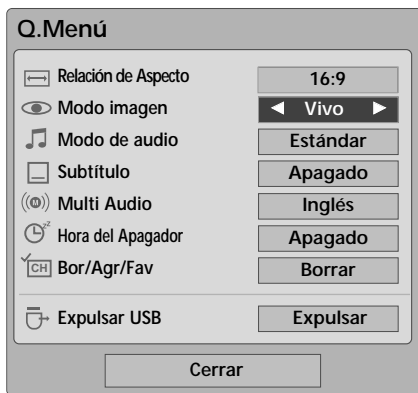 Q.Menú
Relación de Aspecto 16:9
Modo imagen ◄ Vivo ►
Modo de audio Estándar
Subtítulo Apagado
Multi Audio Inglés
Hora del Apagador Apagado
CH Bor/Agr/Fav Borrar
Expulsar USB Expulsar
Cerrar